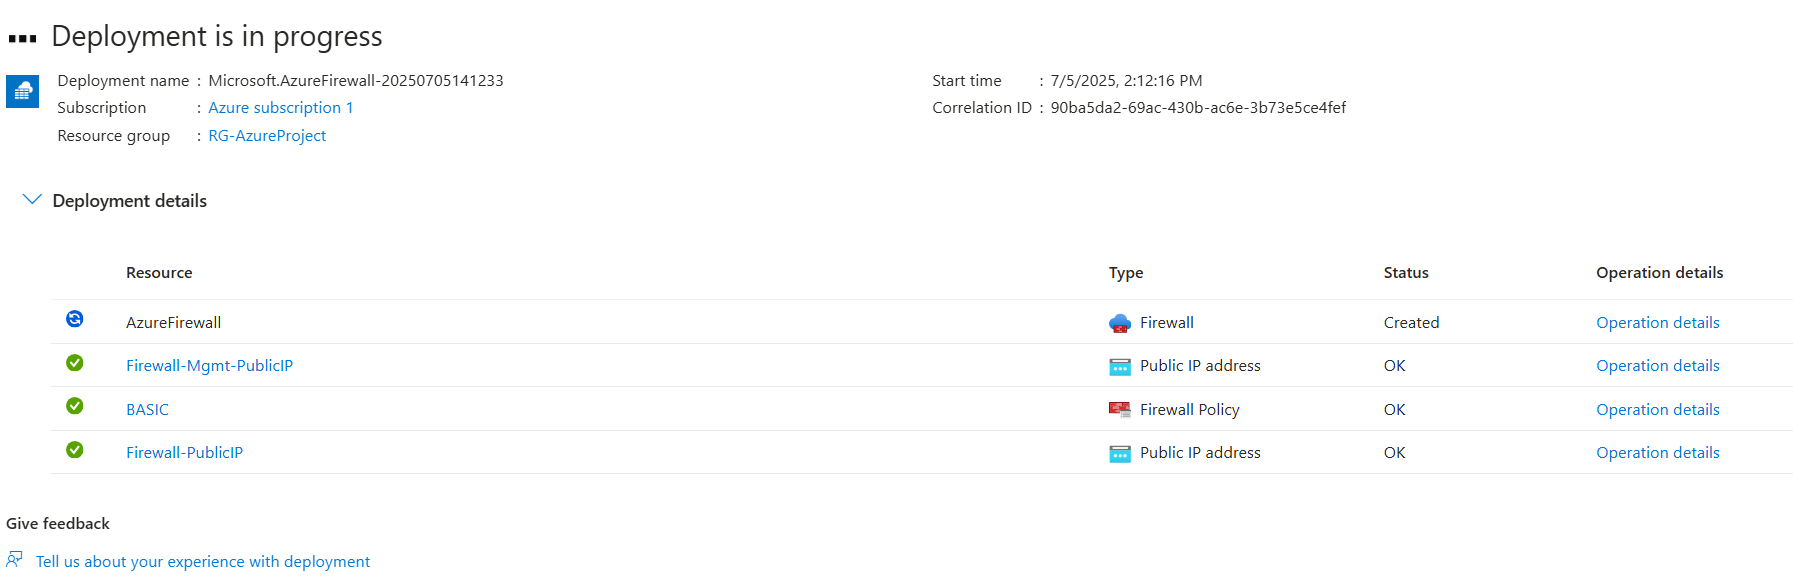 Deployment is in progress
Deployment name : Microsoft.AzureFirewall-20250705141233
Subscription : Azure subscription 1
Resource group : RG-AzureProject
Start time : 7/5/2025, 2:12:16 PM
Correlation ID : 90ba5da2-69ac-430b-ac6e-3b73e5ce4fef
Deployment details
Resource Type Status Operation details
AzureFirewall Firewall Created Operation details
Firewall-Mgmt-PublicIP Public IP address OK Operation details
BASIC Firewall Policy OK Operation details
Firewall-PublicIP Public IP address OK Operation details
Give feedback
Tell us about your experience with deployment